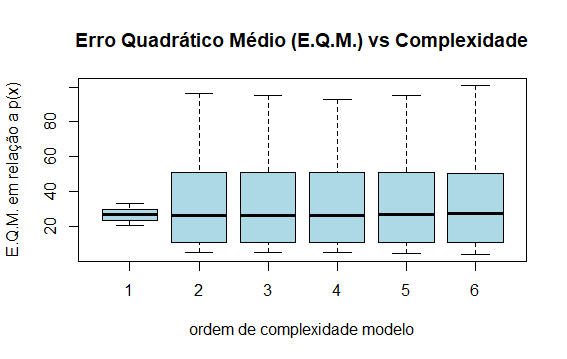 Erro Quadrático Médio (E.Q.M.) vs Complexidade
E.Q.M. em relação a p(x)
80
60
40
20
1 2 3 4 5 6
ordem de complexidade modelo